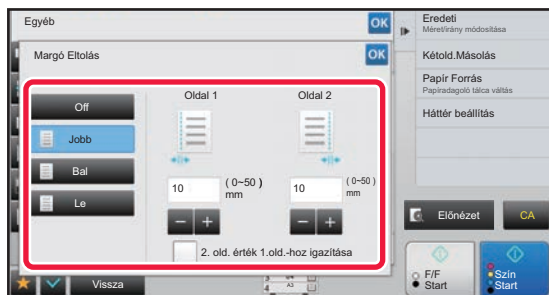 Egyéb
OK
Margó Eltolás
OK
Off
Jobb
Bal
Le
Oldal 1
Oldal 2
10
( 0~50 )
mm
10
( 0~50 )
mm
2. old. érték 1.old.-hoz igazítása
Vissza
A3
Eredeti
Méret/irány módosítása
Kétold.Másolás
Papír Forrás
Papíradagoló tálca váltás
Háttér beállítás
Előnézet
CA
F/F
Start
Szín
Start